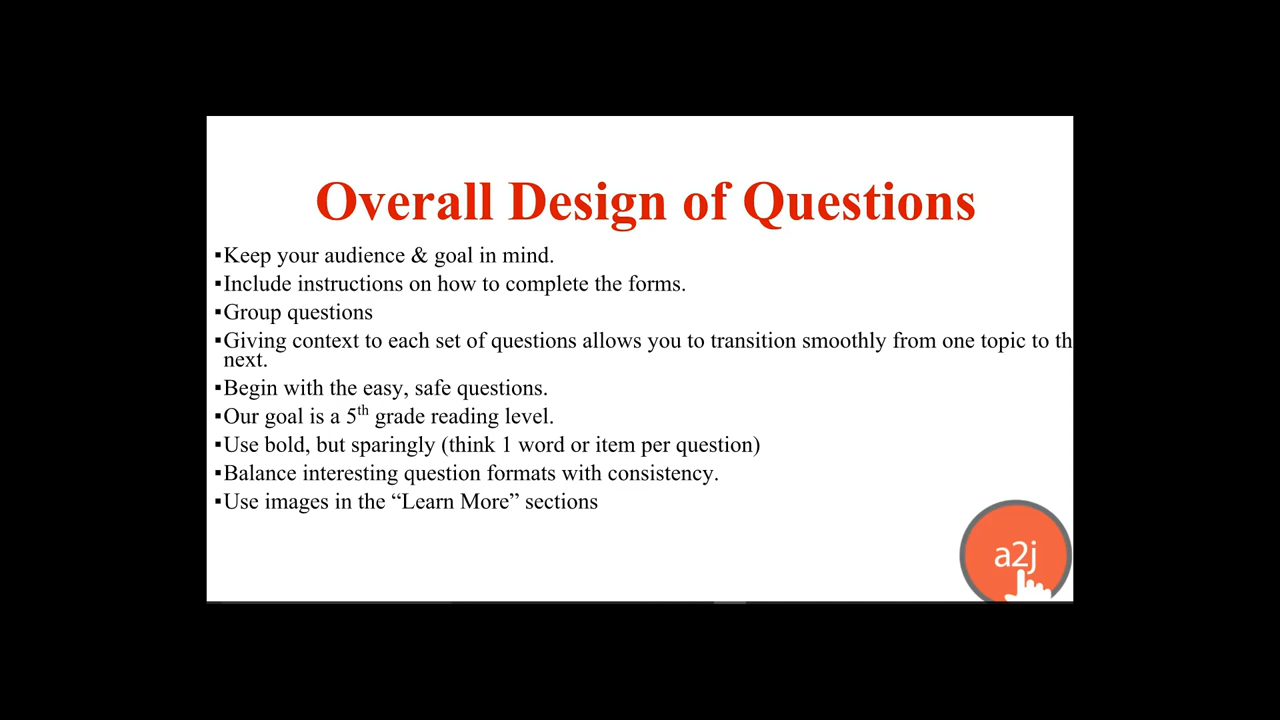 Overall Design of Questions
▪Keep your audience & goal in mind.
▪Include instructions on how to complete the forms.
▪Group questions
▪Giving context to each set of questions allows you to transition smoothly from one topic to th
next.
▪Begin with the easy, safe questions.
▪Our goal is a 5th grade reading level.
▪Use bold, but sparingly (think 1 word or item per question)
▪Balance interesting question formats with consistency.
▪Use images in the “Learn More” sections
a2j